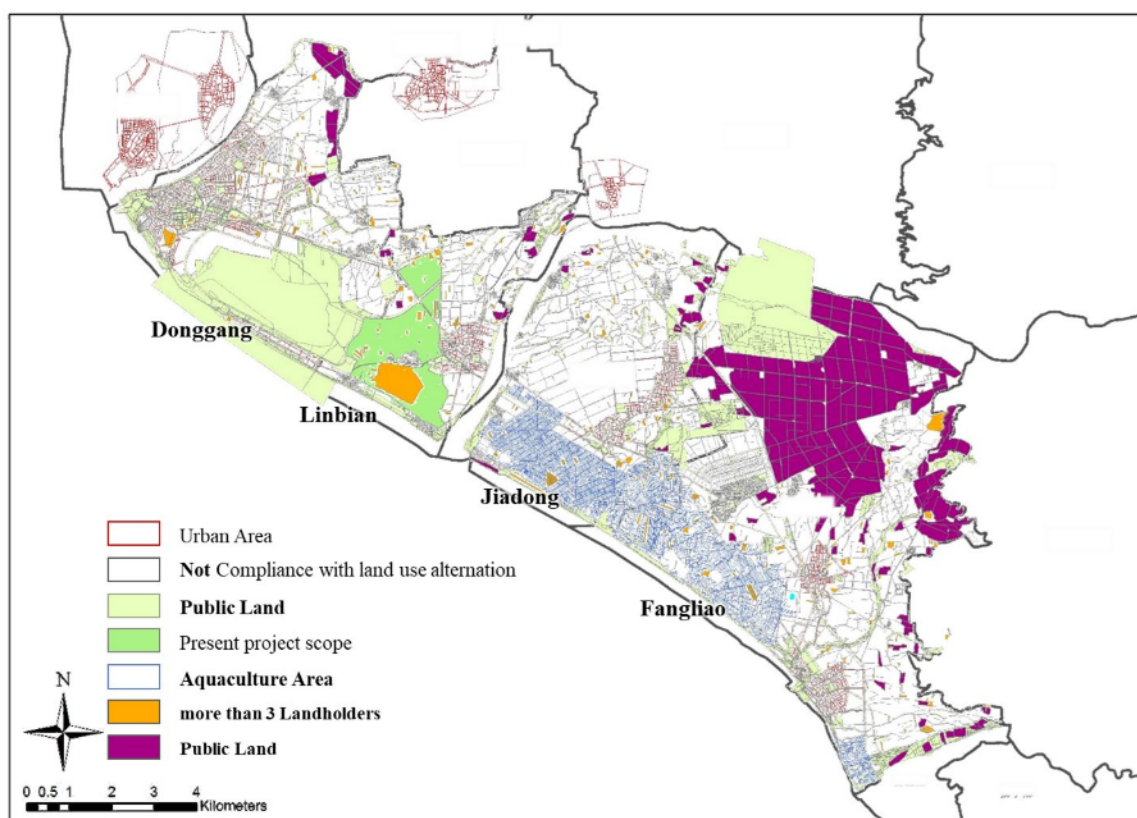 Donggang
Linbian
Jiadong
Fangliao
Urban Area
Not Compliance with land use alternation
Public Land
Present project scope
Aquaculture Area
more than 3 Landholders
Public Land
N
0 0.5 1 2 3 4
Kilometers